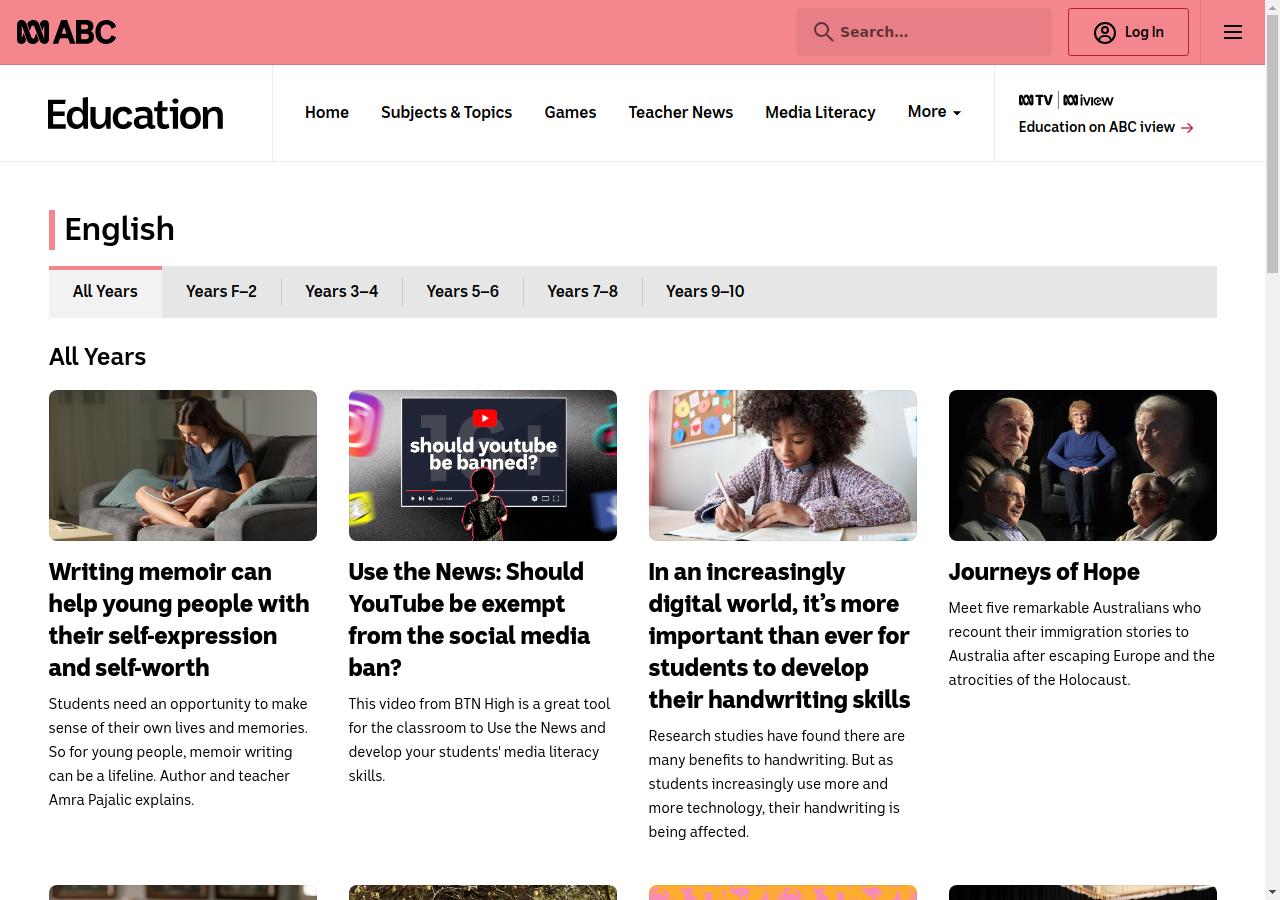 ABC
Search...
Log In
Education
Home
Subjects & Topics
Games
Teacher News
Media Literacy
More
TV
iview
Education on ABC iview
English
All Years
Years F–2
Years 3–4
Years 5–6
Years 7–8
Years 9–10
All Years
16+
should youtube
be banned?
Writing memoir can
help young people with
their self-expression
and self-worth
Students need an opportunity to make
sense of their own lives and memories.
So for young people, memoir writing
can be a lifeline. Author and teacher
Amra Pajalic explains.
Use the News: Should
YouTube be exempt
from the social media
ban?
This video from BTN High is a great tool
for the classroom to Use the News and
develop your students' media literacy
skills.
In an increasingly
digital world, it’s more
important than ever for
students to develop
their handwriting skills
Research studies have found there are
many benefits to handwriting. But as
students increasingly use more and
more technology, their handwriting is
being affected.
Journeys of Hope
Meet five remarkable Australians who
recount their immigration stories to
Australia after escaping Europe and the
atrocities of the Holocaust.